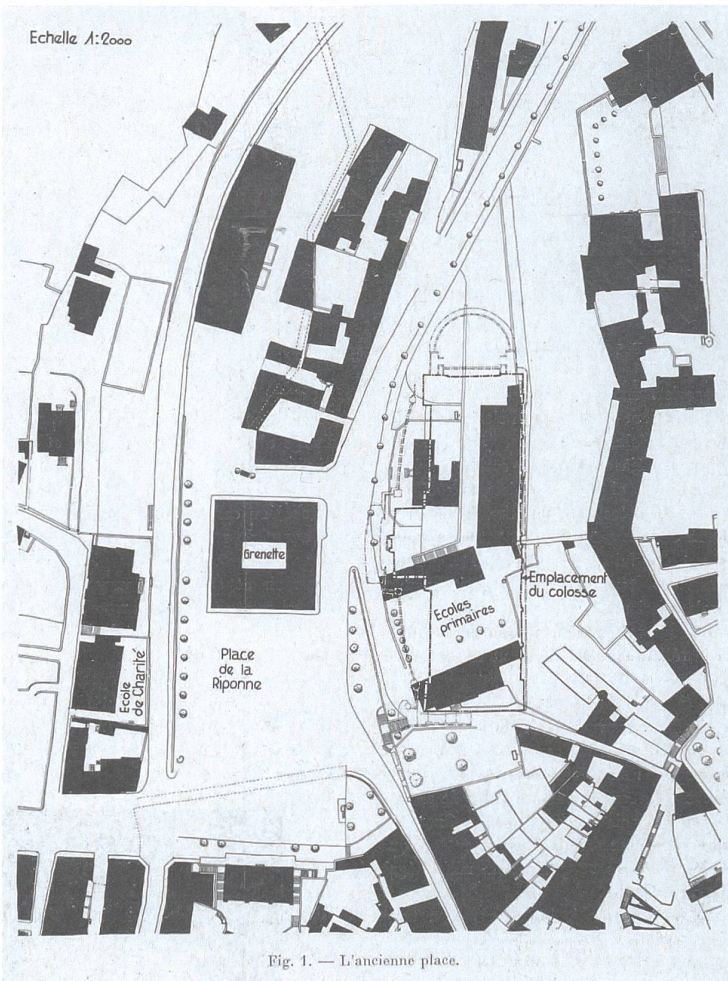 Echelle 1:2000
Grenette
Emplacement
du colosse
Ecoles
primaires
Place
de la
Riponne
Ecole
de Charité
Fig. 1. — L'ancienne place.